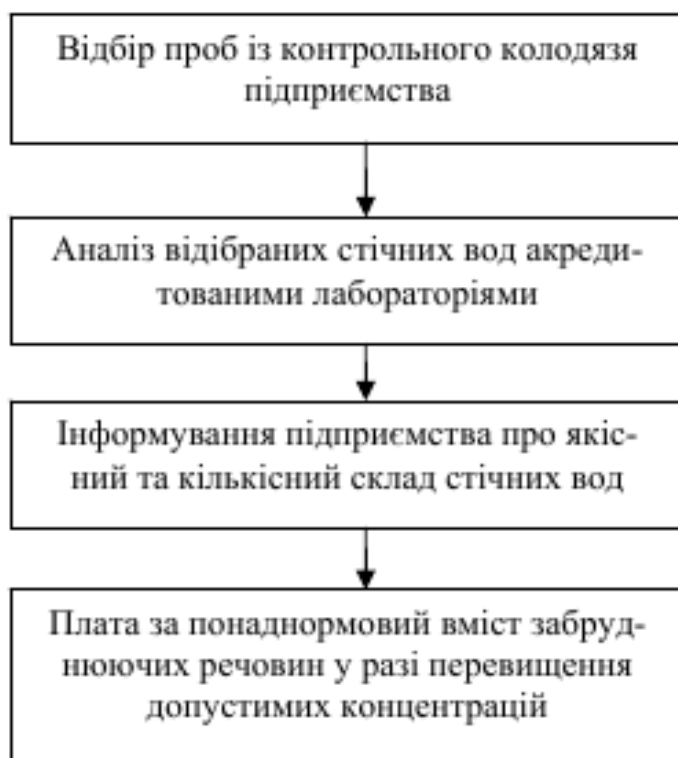 Відбір проб із контрольного колодязя
підприємства
Аналіз відібраних стічних вод акреди-
тованими лабораторіями
Інформування підприємства про якіс-
ний та кількісний склад стічних вод
Плата за понаднормовий вміст забруд-
нюючих речовин у разі перевищення
допустимих концентрацій